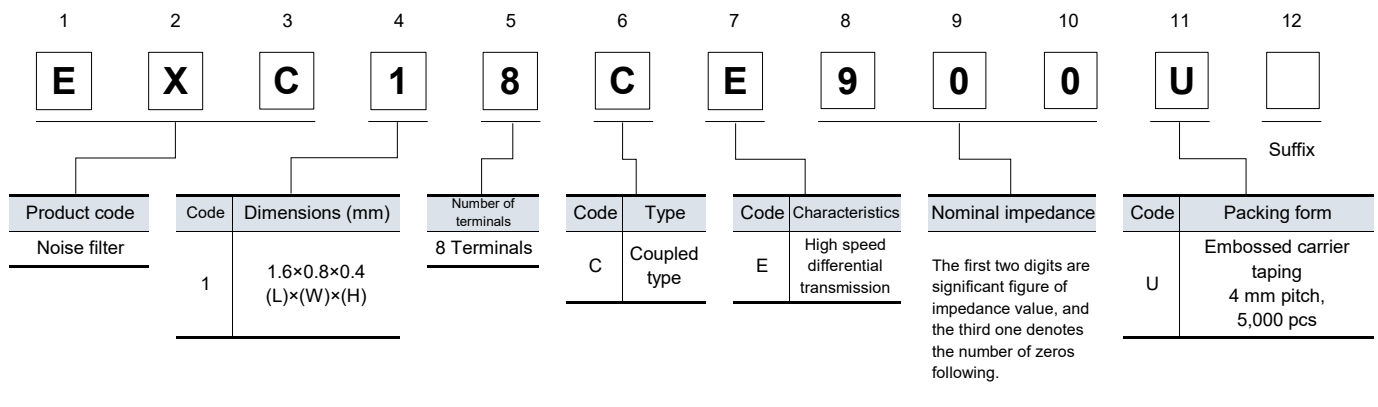 1 2 3 4 5 6 7 8 9 10 11 12
E X C 1 8 C E 9 0 0 U
Suffix
Product code
Noise filter
Code Dimensions (mm)
1
1.6×0.8×0.4
(L)×(W)×(H)
Number of
terminals
8 Terminals
Code Type
C
Coupled
type
Code Characteristics
E
High speed
differential
transmission
Nominal impedance
The first two digits are
significant figure of
impedance value, and
the third one denotes
the number of zeros
following.
Code Packing form
U
Embossed carrier
taping
4 mm pitch,
5,000 pcs